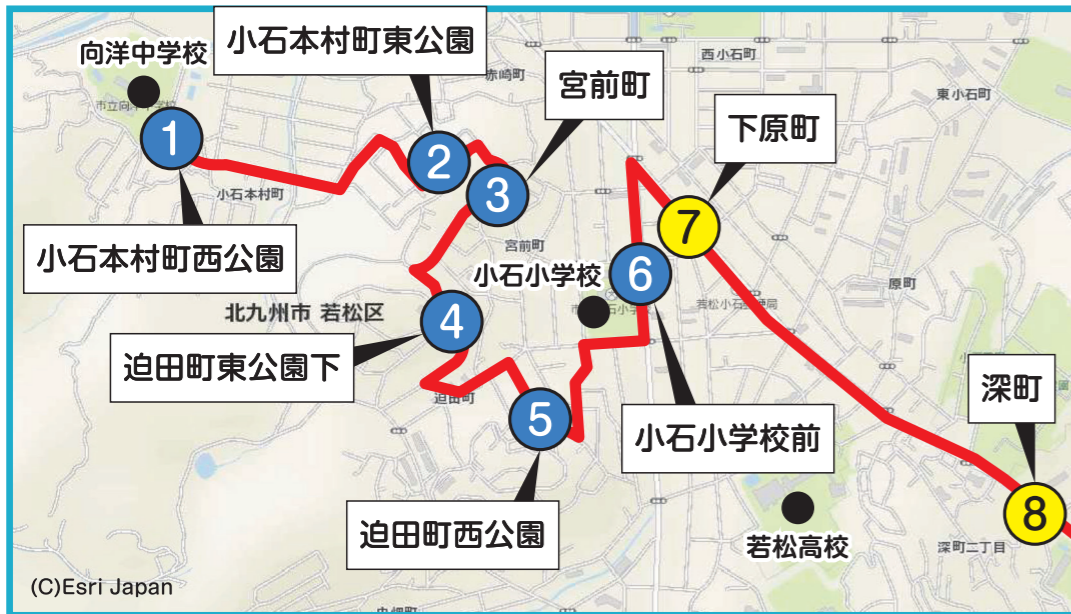 小石本村町東公園
向洋中学校
赤崎町
西小石町
宮前町
東小石町
下原町
1
2
3
小石本村町
7
小石本村町西公園
宮前町
小石小学校
6
原町
北九州市 若松区
4
迫田町東公園下
深町
迫田町
5
小石小学校前
迫田町西公園
8
若松高校
深町二丁目
(C)Esri Japan